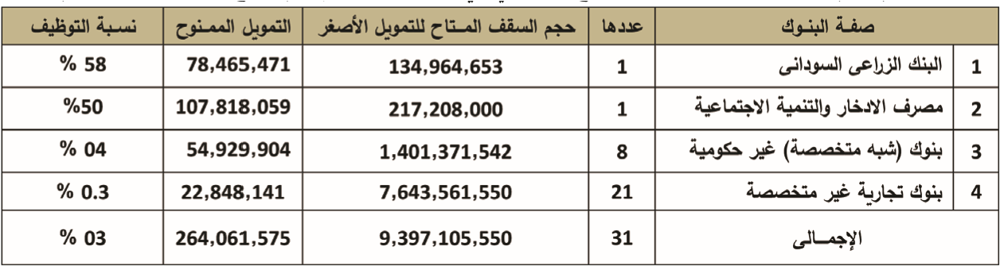 صفة البنوك عددها حجم السقف المتاح للتمويل الأصغر التمويل الممنوح نسبة التوظيف
1 البنك الزراعى السودانى 1 134,964,653 78,465,471 58 %
2 مصرف الادخار والتنمية الاجتماعية 1 217,208,000 107,818,059 50%
3 بنوك (شبه متخصصة) غير حكومية 8 1,401,371,542 54,929,904 04 %
4 بنوك تجارية غير متخصصة 21 7,643,561,550 22,848,141 0.3 %
الإجمالى 31 9,397,105,550 264,061,575 03 %